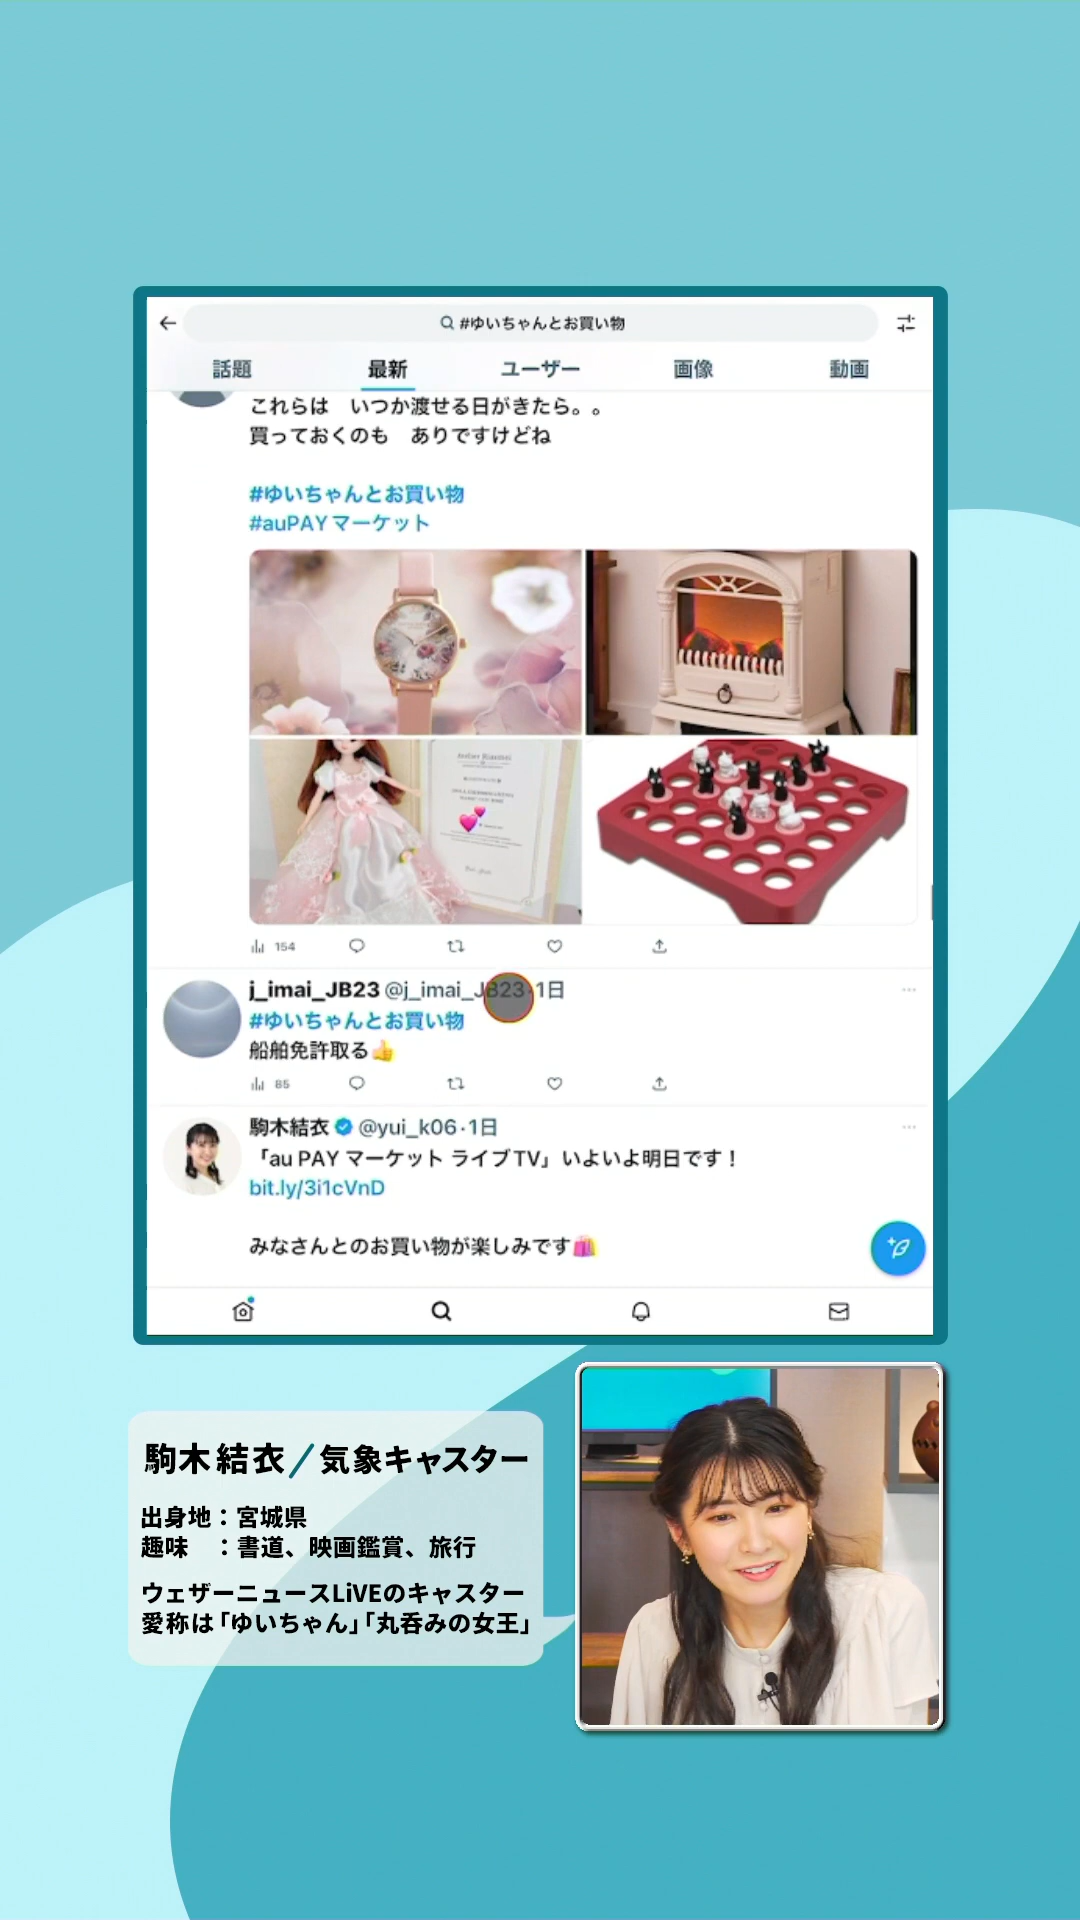 #ゆいちゃんとお買い物
話題 最新 ユーザー 画像 動画
これらは いつか渡せる日がきたら。。
買っておくのも ありですけどね
#ゆいちゃんとお買い物
#auPAYマーケット
154
j_imai_JB23 @j_imai_JB23·1日
#ゆいちゃんとお買い物
船舶免許取る👍
85
駒木結衣 @yui_k06·1日
「au PAY マーケット ライブTV」いよいよ明日です！
bit.ly/3i1cVnD
みなさんとのお買い物が楽しみです🛍️
駒木結衣/気象キャスター
出身地：宮城県
趣味 ：書道、映画鑑賞、旅行
ウェザーニュースLiVEのキャスター
愛称は「ゆいちゃん」「丸呑みの女王」